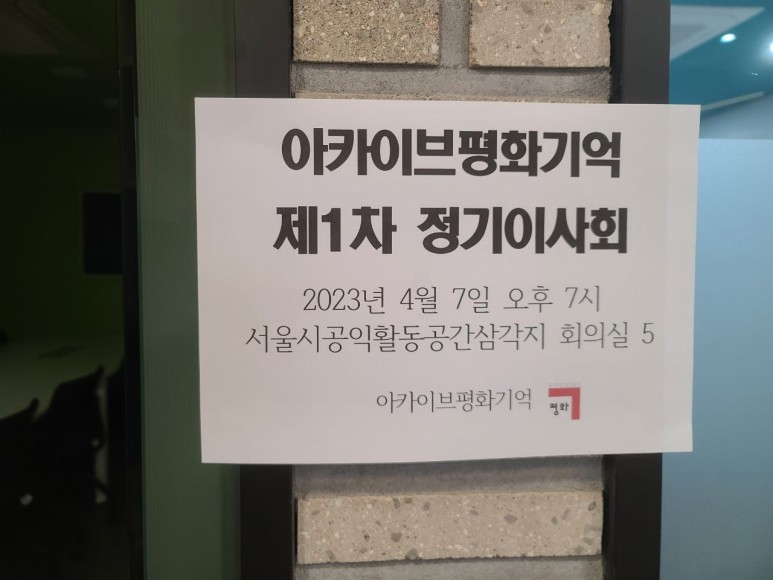 아카이브평화기억
제1차 정기이사회
2023년 4월 7일 오후 7시
서울시공익활동공간삼각지 회의실 5
아카이브평화기억
평화